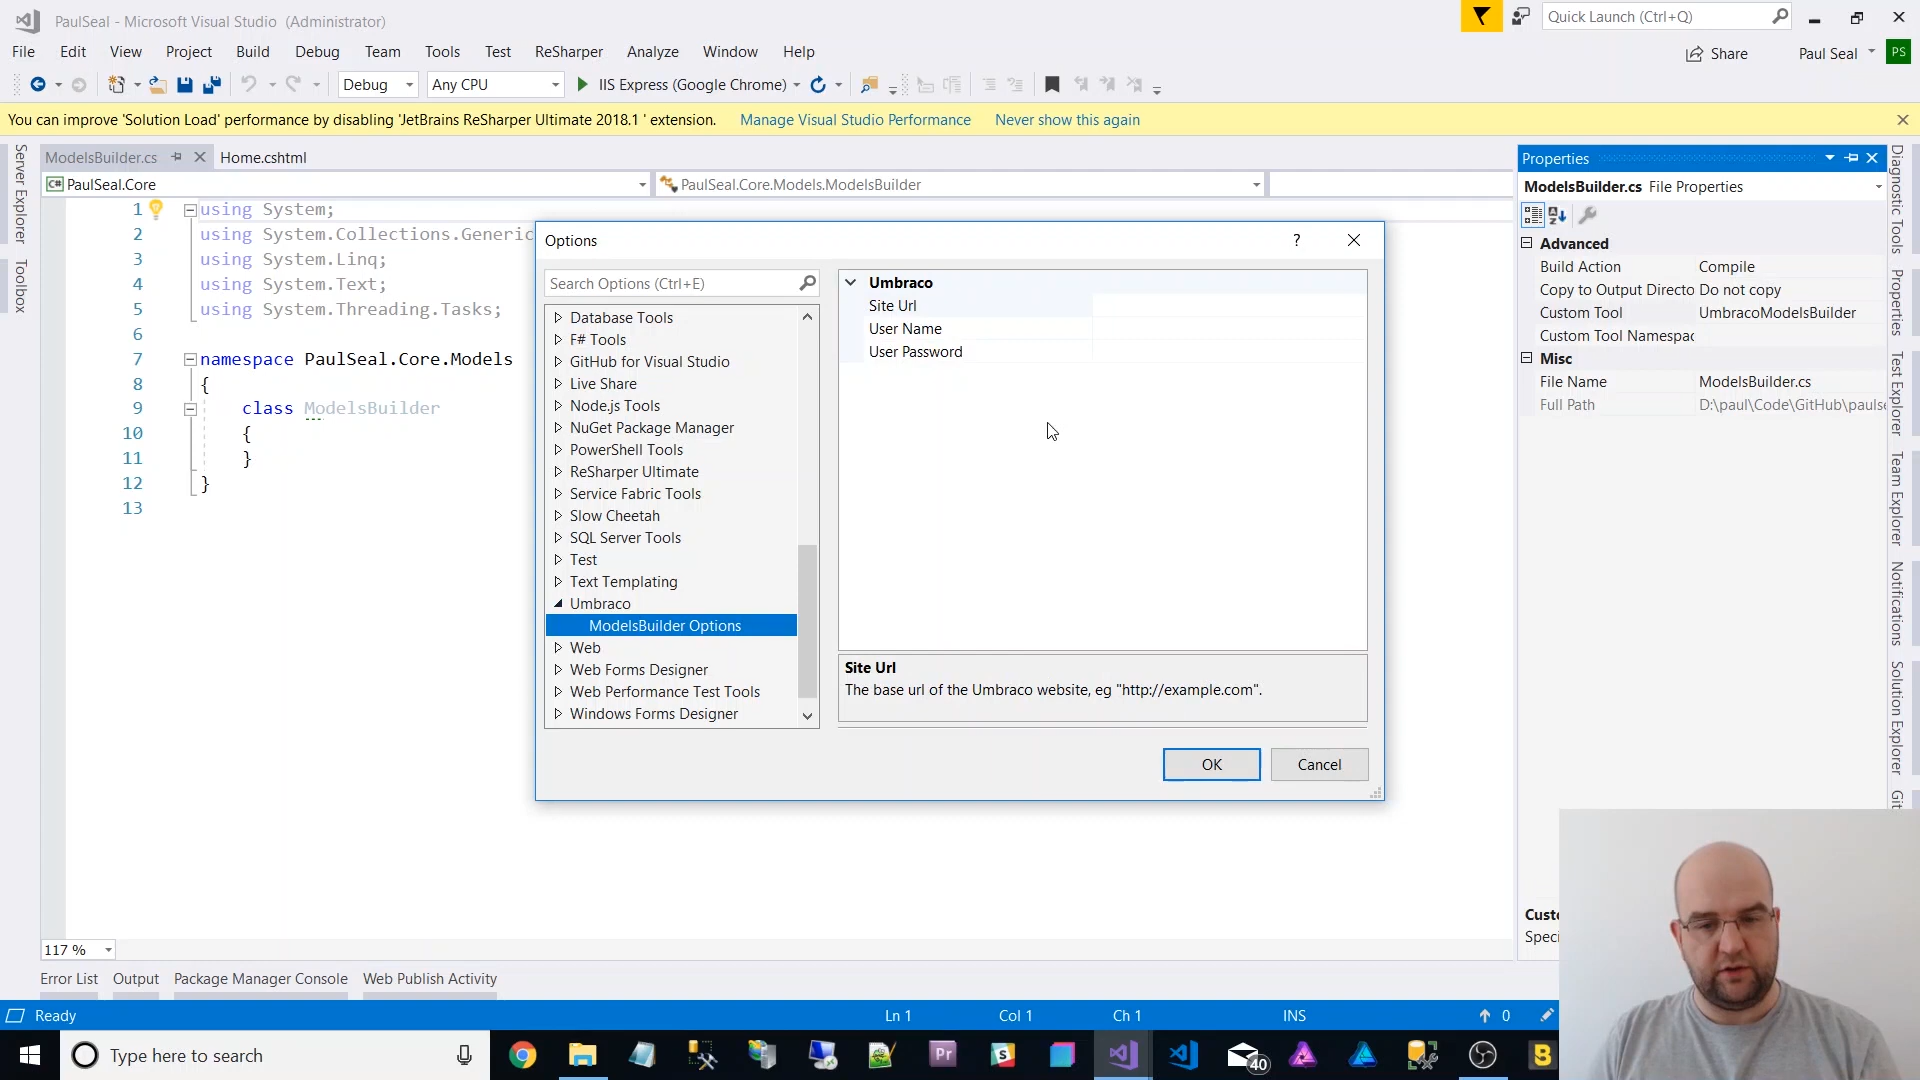 PaulSeal - Microsoft Visual Studio (Administrator)
Quick Launch (Ctrl+Q)
File Edit View Project Build Debug Team Tools Test ReSharper Analyze Window Help
Share
Paul Seal
PS
Debug
Any CPU
IIS Express (Google Chrome)
You can improve 'Solution Load' performance by disabling 'JetBrains ReSharper Ultimate 2018.1 ' extension. Manage Visual Studio Performance Never show this again
Server Explorer
Toolbox
ModelsBuilder.cs
Home.cshtml
C# PaulSeal.Core
PaulSeal.Core.Models.ModelsBuilder
1 using System;
2 using System.Collections.Generic
3 using System.Linq;
4 using System.Text;
5 using System.Threading.Tasks;
6
7 namespace PaulSeal.Core.Models
8 {
9 class ModelsBuilder
10 {
11 }
12 }
13
Options
?
Search Options (Ctrl+E)
Database Tools
F# Tools
GitHub for Visual Studio
Live Share
Node.js Tools
NuGet Package Manager
PowerShell Tools
ReSharper Ultimate
Service Fabric Tools
Slow Cheetah
SQL Server Tools
Test
Text Templating
Umbraco
ModelsBuilder Options
Web
Web Forms Designer
Web Performance Test Tools
Windows Forms Designer
Umbraco
Site Url
User Name
User Password
Site Url
The base url of the Umbraco website, eg "http://example.com".
OK
Cancel
Properties
ModelsBuilder.cs File Properties
Advanced
Build Action Compile
Copy to Output Directo Do not copy
Custom Tool UmbracoModelsBuilder
Custom Tool Namespac
Misc
File Name ModelsBuilder.cs
Full Path D:\paul\Code\GitHub\paulse
Custo
Speci
Diagnostic Tools
Properties
Test Explorer
Team Explorer
Notifications
Solution Explorer
Git
117 %
Error List Output Package Manager Console Web Publish Activity
Ready
Ln 1
Col 1
Ch 1
INS
0
Type here to search
Pr
40
B